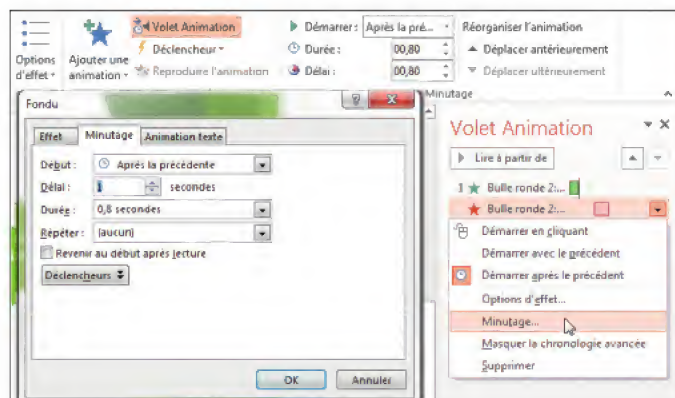 Options d'effet
Ajouter une animation
Volet Animation
Déclencheur
Reproduire l'animation
Démarrer : Après la pré...
Durée : 00,80
Délai : 00,80
Réorganiser l'animation
Déplacer antérieurement
Déplacer ultérieurement
Minutage
Fondu
Effet Minutage Animation texte
Début : Après la précédente
Délai : 1 secondes
Durée : 0,8 secondes
Répéter : (aucun)
Revenir au début après lecture
Déclencheurs
OK Annuler
Volet Animation
Lire à partir de
1 Bulle ronde 2:...
Bulle ronde 2:...
Démarrer en cliquant
Démarrer avec le précédent
Démarrer après le précédent
Options d'effet...
Minutage...
Masquer la chronologie avancée
Supprimer